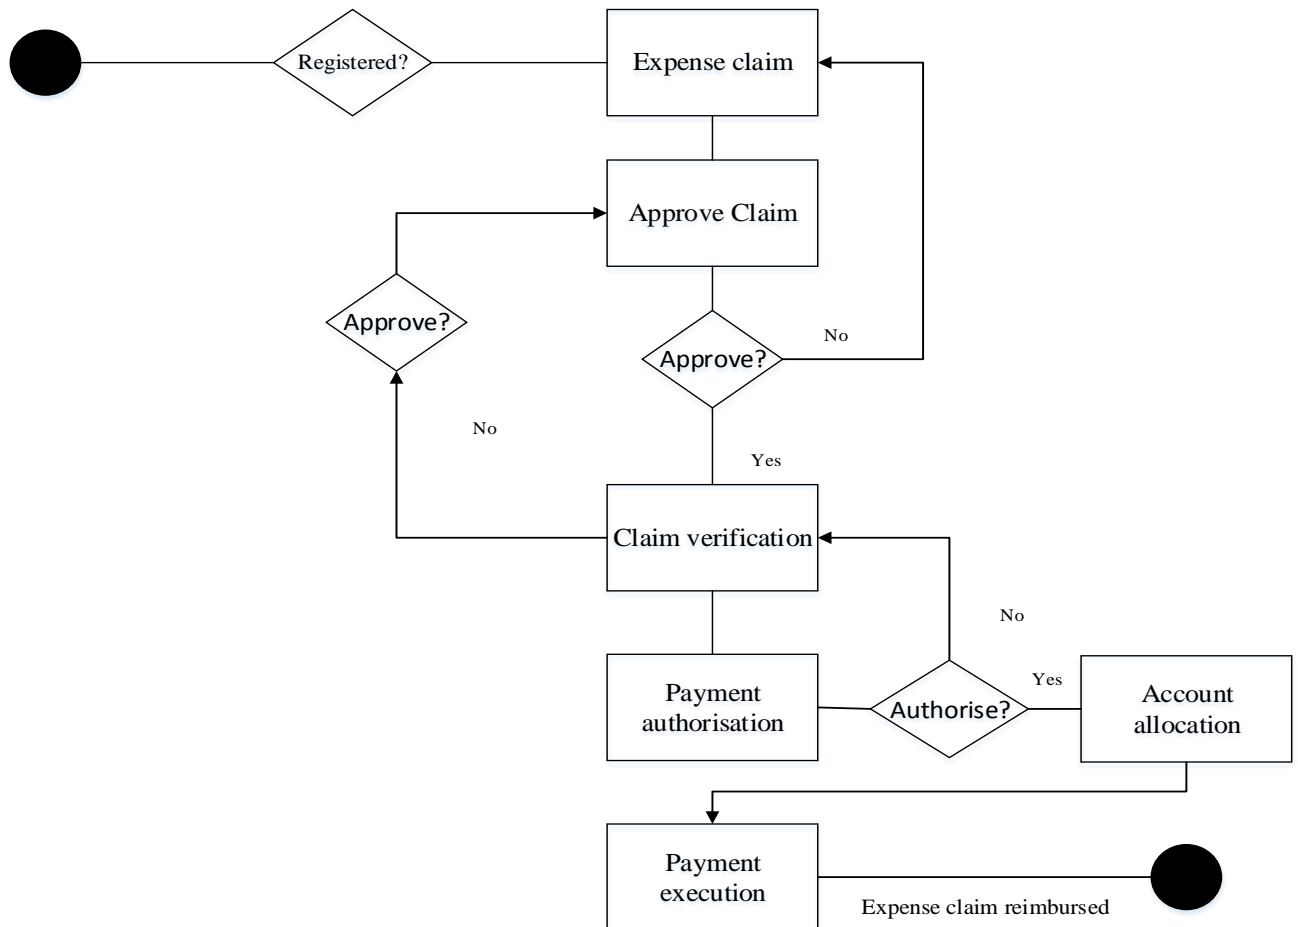 Registered?
Expense claim
Approve Claim
Approve?
Approve?
No
No
Yes
Claim verification
No
Yes
Payment
authorisation
Authorise?
Account
allocation
Payment
execution
Expense claim reimbursed